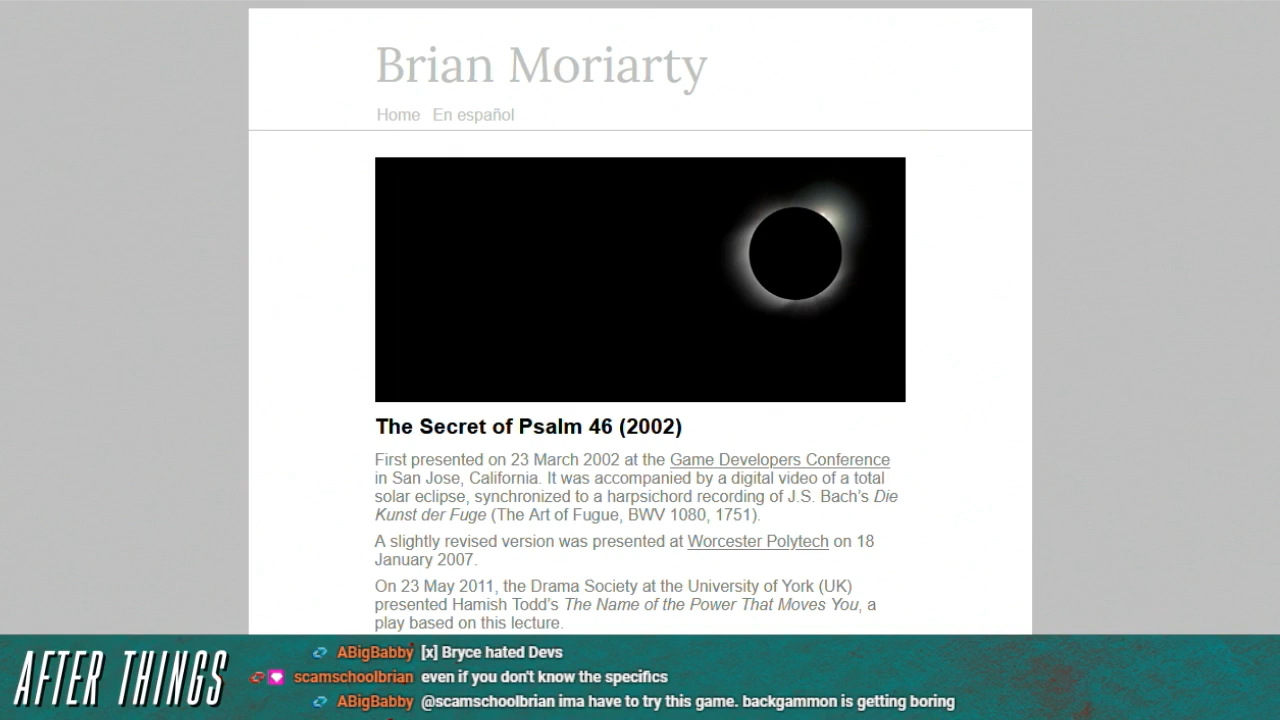 Brian Moriarty
Home En español
The Secret of Psalm 46 (2002)
First presented on 23 March 2002 at the Game Developers Conference
in San Jose, California. It was accompanied by a digital video of a total
solar eclipse, synchronized to a harpsichord recording of J.S. Bach's Die
Kunst der Fuge (The Art of Fugue, BWV 1080, 1751).
A slightly revised version was presented at Worcester Polytech on 18
January 2007.
On 23 May 2011, the Drama Society at the University of York (UK)
presented Hamish Todd's The Name of the Power That Moves You, a
play based on this lecture.
AFTER THINGS
ABigBabby [x] Bryce hated Devs
scamschoolbrian even if you don't know the specifics
ABigBabby @scamschoolbrian ima have to try this game. backgammon is getting boring